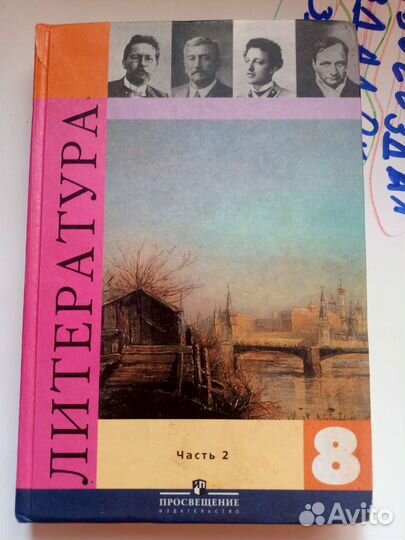 ЛИТЕРАТУРА
Часть 2
8
ПРОСВЕЩЕНИЕ
ИЗДАТЕЛЬСТВО
Avito